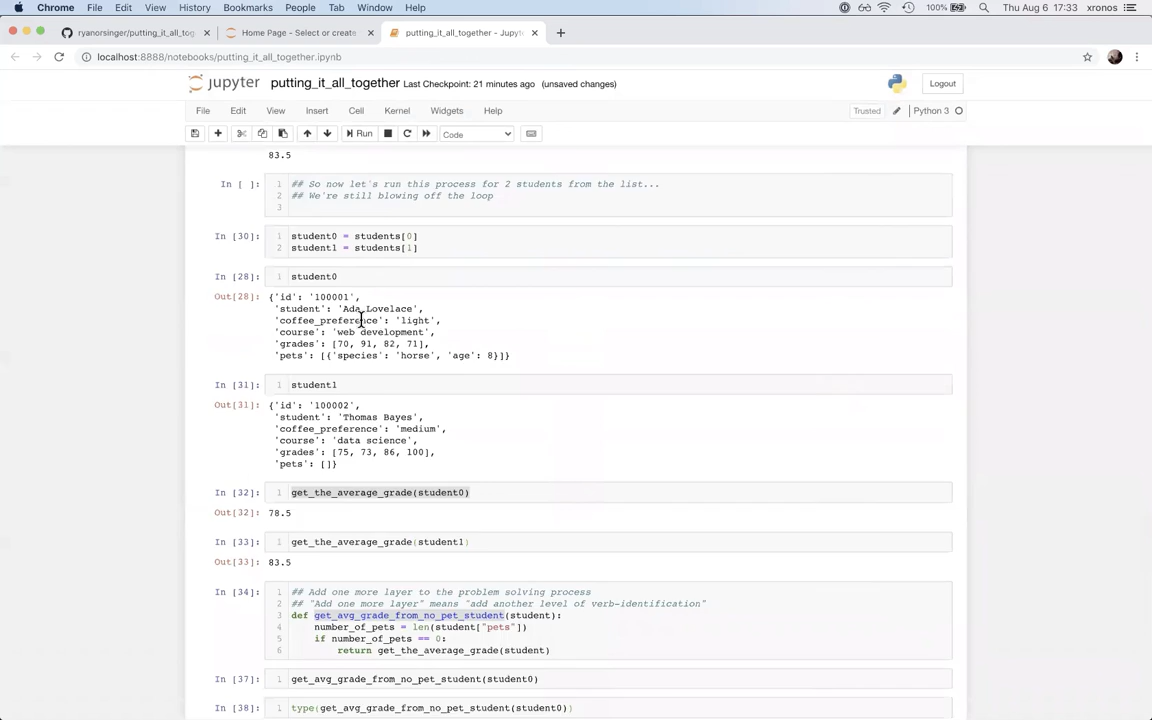 Chrome File Edit View History Bookmarks People Tab Window Help 100% Thu Aug 6 17:33 xronos
ryanorsinger/putting_it_all_tog Home Page - Select or create putting_it_all_together - Jupyt
localhost:8888/notebooks/putting_it_all_together.ipynb
jupyter putting_it_all_together Last Checkpoint: 21 minutes ago (unsaved changes) Logout
File Edit View Insert Cell Kernel Widgets Help Trusted Python 3
Run Code
83.5
In [ ]: 1 ## So now let's run this process for 2 students from the list...
2 ## We're still blowing off the loop
3
In [30]: 1 student0 = students[0]
2 student1 = students[1]
In [28]: 1 student0
Out[28]: {'id': '100001',
'student': 'Ada Lovelace',
'coffee_preference': 'light',
'course': 'web development',
'grades': [70, 91, 82, 71],
'pets': [{'species': 'horse', 'age': 8}]}
In [31]: 1 student1
Out[31]: {'id': '100002',
'student': 'Thomas Bayes',
'coffee_preference': 'medium',
'course': 'data science',
'grades': [75, 73, 86, 100],
'pets': []}
In [32]: 1 get_the_average_grade(student0)
Out[32]: 78.5
In [33]: 1 get_the_average_grade(student1)
Out[33]: 83.5
In [34]: 1 ## Add one more layer to the problem solving process
2 ## "Add one more layer" means "add another level of verb-identification"
3 def get_avg_grade_from_no_pet_student(student):
4 number_of_pets = len(student["pets"])
5 if number_of_pets == 0:
6 return get_the_average_grade(student)
In [37]: 1 get_avg_grade_from_no_pet_student(student0)
In [38]: 1 type(get_avg_grade_from_no_pet_student(student0))